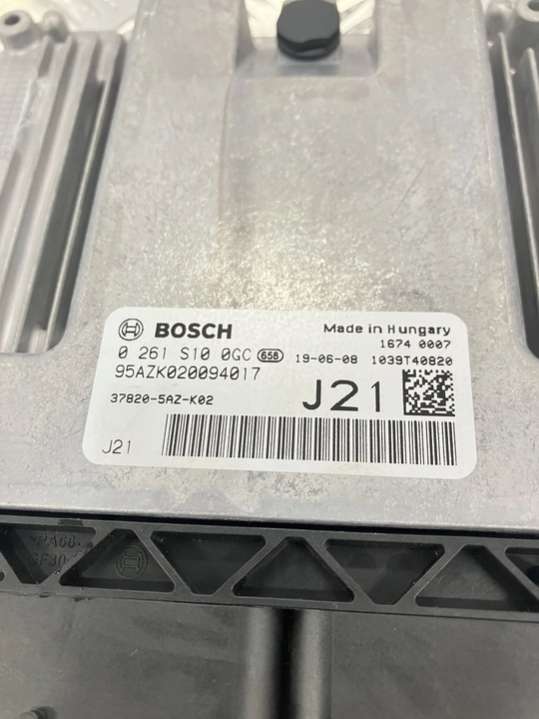 BOSCH
Made in Hungary
1674 0007
0 261 S10 0GC 658 19-06-08 1039T40820
95AZK020094017
37820-5AZ-K02
J21
J21